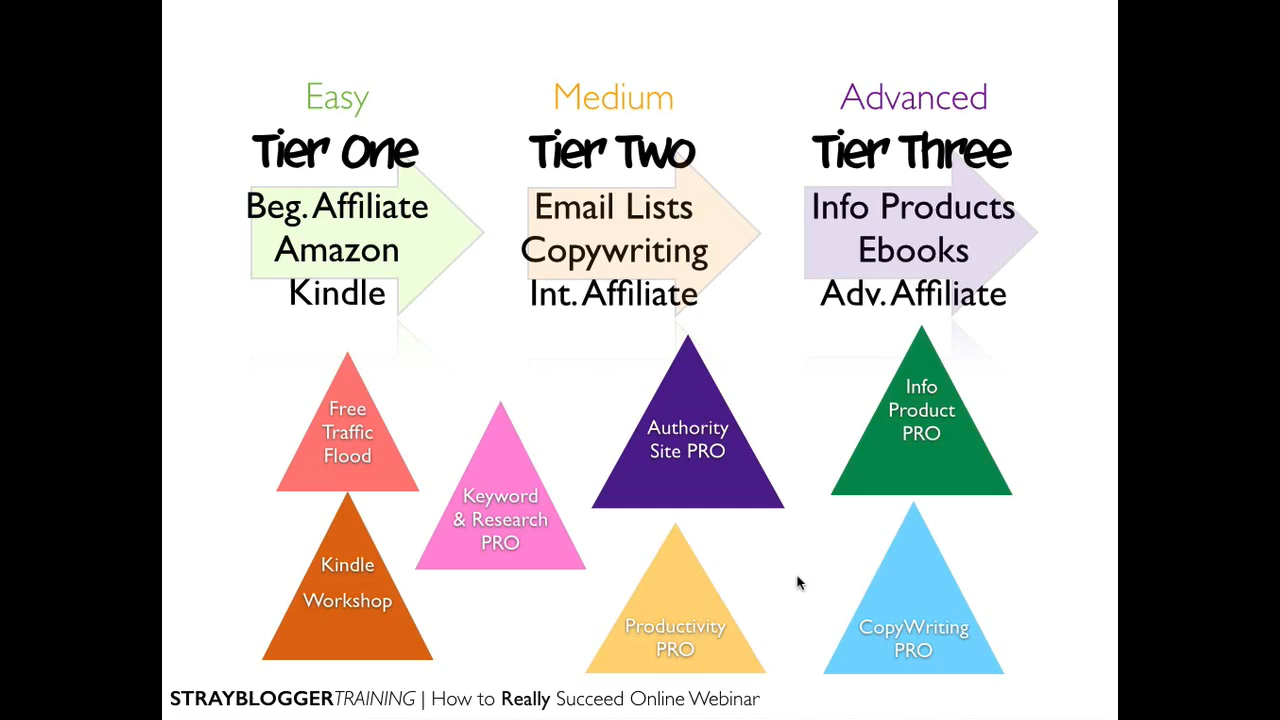 Easy
Tier One
Beg. Affiliate
Amazon
Kindle
Medium
Tier Two
Email Lists
Copywriting
Int. Affiliate
Advanced
Tier Three
Info Products
Ebooks
Adv. Affiliate
Free
Traffic
Flood
Kindle
Workshop
Keyword
& Research
PRO
Authority
Site PRO
Productivity
PRO
Info
Product
PRO
CopyWriting
PRO
STRAYBLOGGERTRAINING | How to Really Succeed Online Webinar